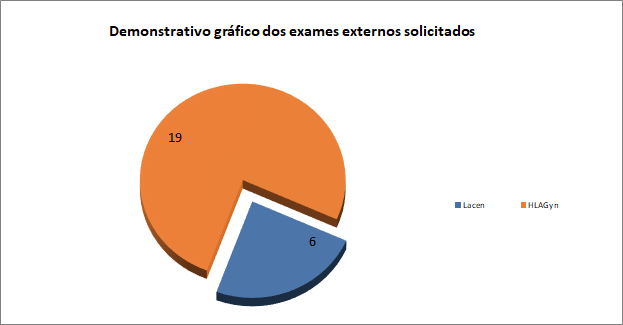 Demonstrativo gráfico dos exames externos solicitados
19
6
Lacen
HLAGyn